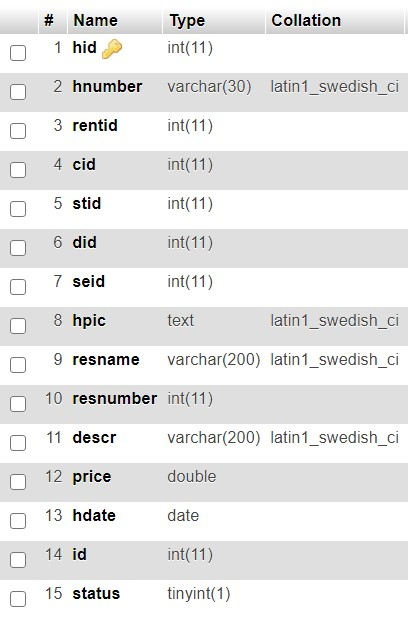 # Name Type Collation
1 hid int(11)
2 hnumber varchar(30) latin1_swedish_ci
3 rentid int(11)
4 cid int(11)
5 stid int(11)
6 did int(11)
7 seid int(11)
8 hpic text latin1_swedish_ci
9 resname varchar(200) latin1_swedish_ci
10 resnumber int(11)
11 descr varchar(200) latin1_swedish_ci
12 price double
13 hdate date
14 id int(11)
15 status tinyint(1)